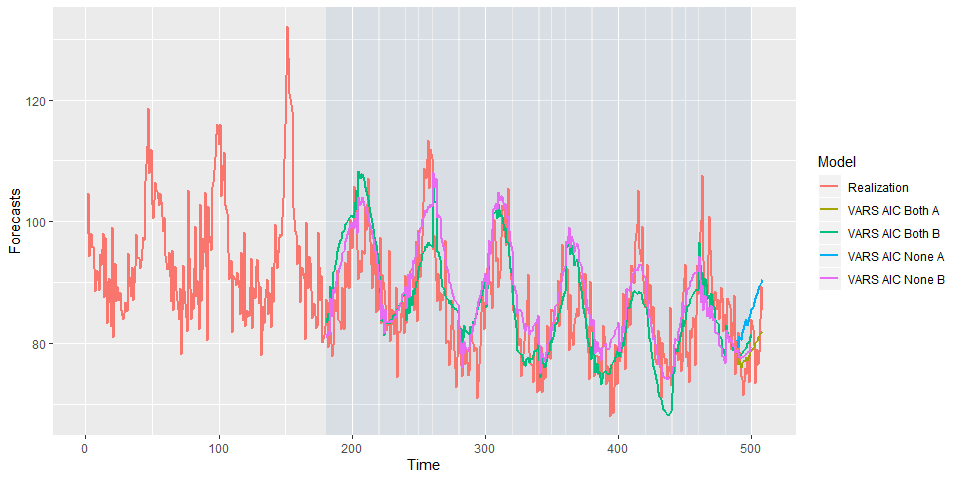 120
100
80
Forecasts
0 100 200 300 400 500
Time
Model
Realization
VARS AIC Both A
VARS AIC Both B
VARS AIC None A
VARS AIC None B